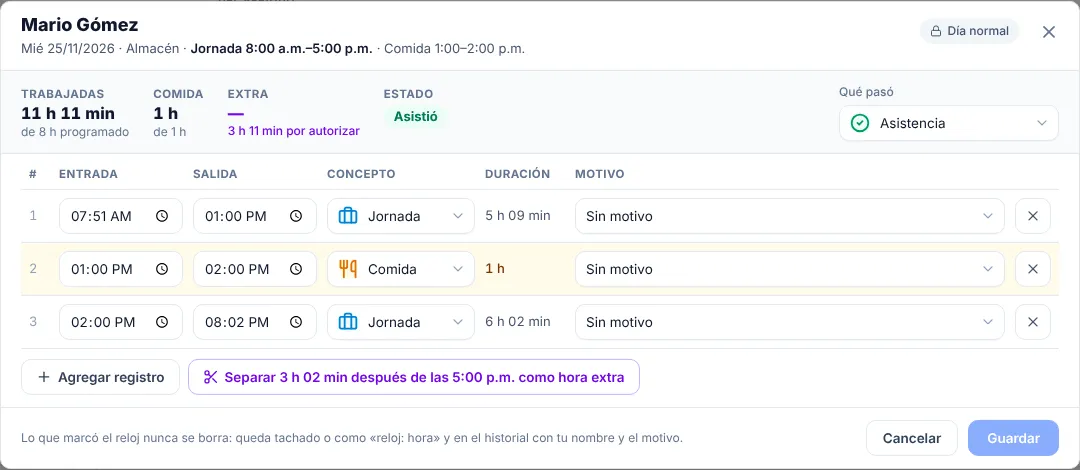 Mario Gómez
Mié 25/11/2026 · Almacén · Jornada 8:00 a.m.–5:00 p.m. · Comida 1:00–2:00 p.m.
Día normal
TRABAJADAS COMIDA EXTRA ESTADO Qué pasó
11 h 11 min 1 h — Asistió Asistencia
de 8 h programado de 1 h 3 h 11 min por autorizar
# ENTRADA SALIDA CONCEPTO DURACIÓN MOTIVO
1 07:51 AM 01:00 PM Jornada 5 h 09 min Sin motivo
2 01:00 PM 02:00 PM Comida 1 h Sin motivo
3 02:00 PM 08:02 PM Jornada 6 h 02 min Sin motivo
+ Agregar registro Separar 3 h 02 min después de las 5:00 p.m. como hora extra
Lo que marcó el reloj nunca se borra: queda tachado o como «reloj: hora» y en el historial con tu nombre y el motivo.
Cancelar Guardar